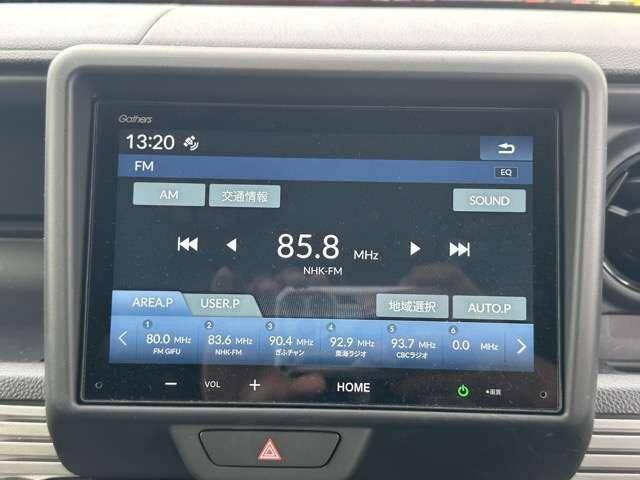 Gathers
13:20
FM
EQ
AM
交通情報
SOUND
85.8 MHz
NHK-FM
AREA.P
USER.P
地域選択
AUTO.P
1 2 3 4 5 6
80.0 MHz 83.6 MHz 90.4 MHz 92.9 MHz 93.7 MHz 0.0 MHz
FM GIFU NHK-FM ぎふチャン 東海ラジオ CBCラジオ
− VOL + HOME
•画質